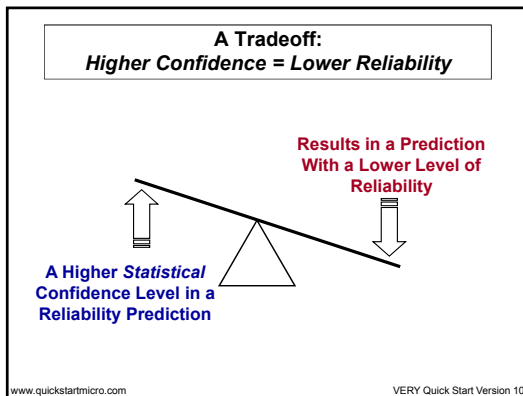 A Tradeoff:
Higher Confidence = Lower Reliability
Results in a Prediction
With a Lower Level of
Reliability
A Higher Statistical
Confidence Level in a
Reliability Prediction
www.quickstartmicro.com
VERY Quick Start Version 10